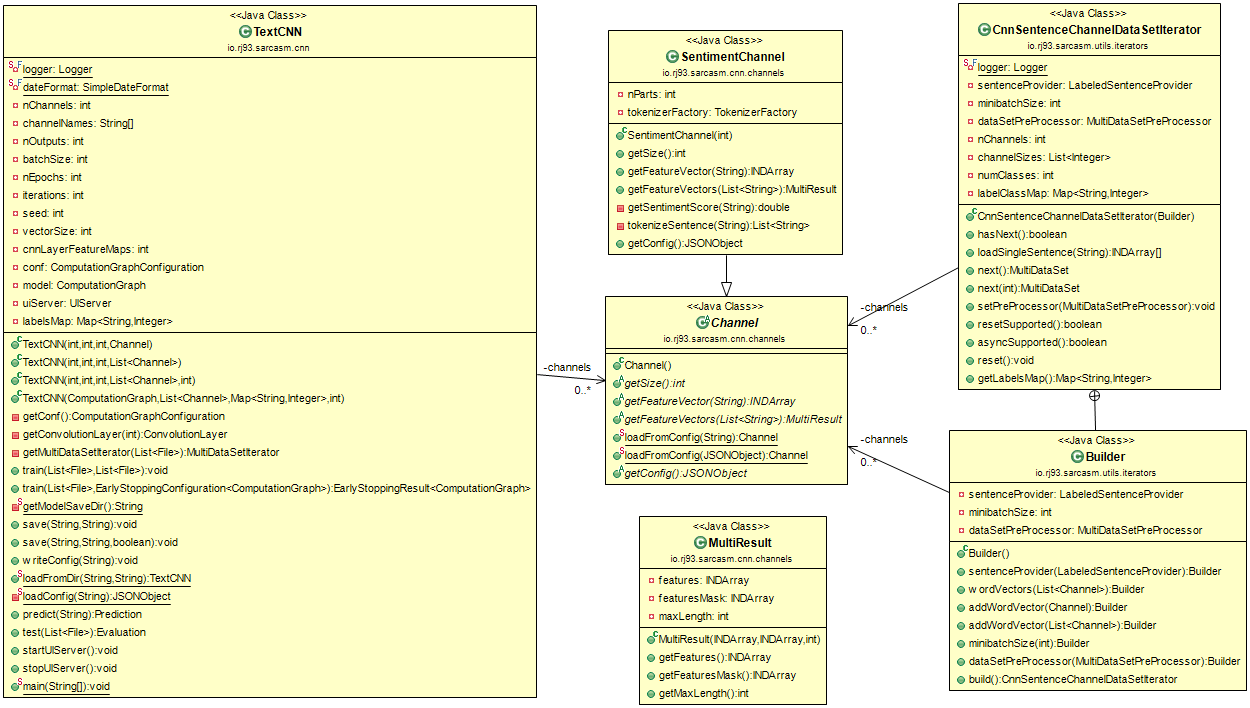 <<Java Class>>
TextCNN
io.rj93.sarcasm.cnn
logger: Logger
dateFormat: SimpleDateFormat
nChannels: int
channelNames: String[]
nOutputs: int
batchSize: int
nEpochs: int
iterations: int
seed: int
vectorSize: int
cnnLayerFeatureMaps: int
conf: ComputationGraphConfiguration
model: ComputationGraph
uiServer: UIServer
labelsMap: Map<String,Integer>
TextCNN(int,int,int,Channel)
TextCNN(int,int,int,List<Channel>)
TextCNN(int,int,int,List<Channel>,int)
TextCNN(ComputationGraph,List<Channel>,Map<String,Integer>,int)
getConf():ComputationGraphConfiguration
getConvolutionLayer(int):ConvolutionLayer
getMultiDataSetIterator(List<File>):MultiDataSetIterator
train(List<File>,List<File>):void
train(List<File>,EarlyStoppingConfiguration<ComputationGraph>):EarlyStoppingResult<ComputationGraph>
getModelSaveDir():String
save(String,String):void
save(String,String,boolean):void
writeConfig(String):void
loadFromDir(String,String):TextCNN
loadConfig(String):JSONObject
predict(String):Prediction
test(List<File>):Evaluation
startUIServer():void
stopUIServer():void
main(String[]):void
-channels
0..*
<<Java Class>>
SentimentChannel
io.rj93.sarcasm.cnn.channels
nParts: int
tokenizerFactory: TokenizerFactory
SentimentChannel(int)
getSize():int
getFeatureVector(String):INDArray
getFeatureVectors(List<String>):MultiResult
getSentimentScore(String):double
tokenizeSentence(String):List<String>
getConfig():JSONObject
<<Java Class>>
Channel
io.rj93.sarcasm.cnn.channels
Channel()
getSize():int
getFeatureVector(String):INDArray
getFeatureVectors(List<String>):MultiResult
loadFromConfig(String):Channel
loadFromConfig(JSONObject):Channel
getConfig():JSONObject
<<Java Class>>
MultiResult
io.rj93.sarcasm.cnn.channels
features: INDArray
featuresMask: INDArray
maxLength: int
MultiResult(INDArray,INDArray,int)
getFeatures():INDArray
getFeaturesMask():INDArray
getMaxLength():int
-channels
0..*
-channels
0..*
<<Java Class>>
CnnSentenceChannelDataSetIterator
io.rj93.sarcasm.utils.iterators
logger: Logger
sentenceProvider: LabeledSentenceProvider
minibatchSize: int
dataSetPreProcessor: MultiDataSetPreProcessor
nChannels: int
channelSizes: List<Integer>
numClasses: int
labelClassMap: Map<String,Integer>
CnnSentenceChannelDataSetIterator(Builder)
hasNext():boolean
loadSingleSentence(String):INDArray[]
next():MultiDataSet
next(int):MultiDataSet
setPreProcessor(MultiDataSetPreProcessor):void
resetSupported():boolean
asyncSupported():boolean
reset():void
getLabelsMap():Map<String,Integer>
<<Java Class>>
Builder
io.rj93.sarcasm.utils.iterators
sentenceProvider: LabeledSentenceProvider
minibatchSize: int
dataSetPreProcessor: MultiDataSetPreProcessor
Builder()
sentenceProvider(LabeledSentenceProvider):Builder
wordVectors(List<Channel>):Builder
addWordVector(Channel):Builder
addWordVector(List<Channel>):Builder
minibatchSize(int):Builder
dataSetPreProcessor(MultiDataSetPreProcessor):Builder
build():CnnSentenceChannelDataSetIterator